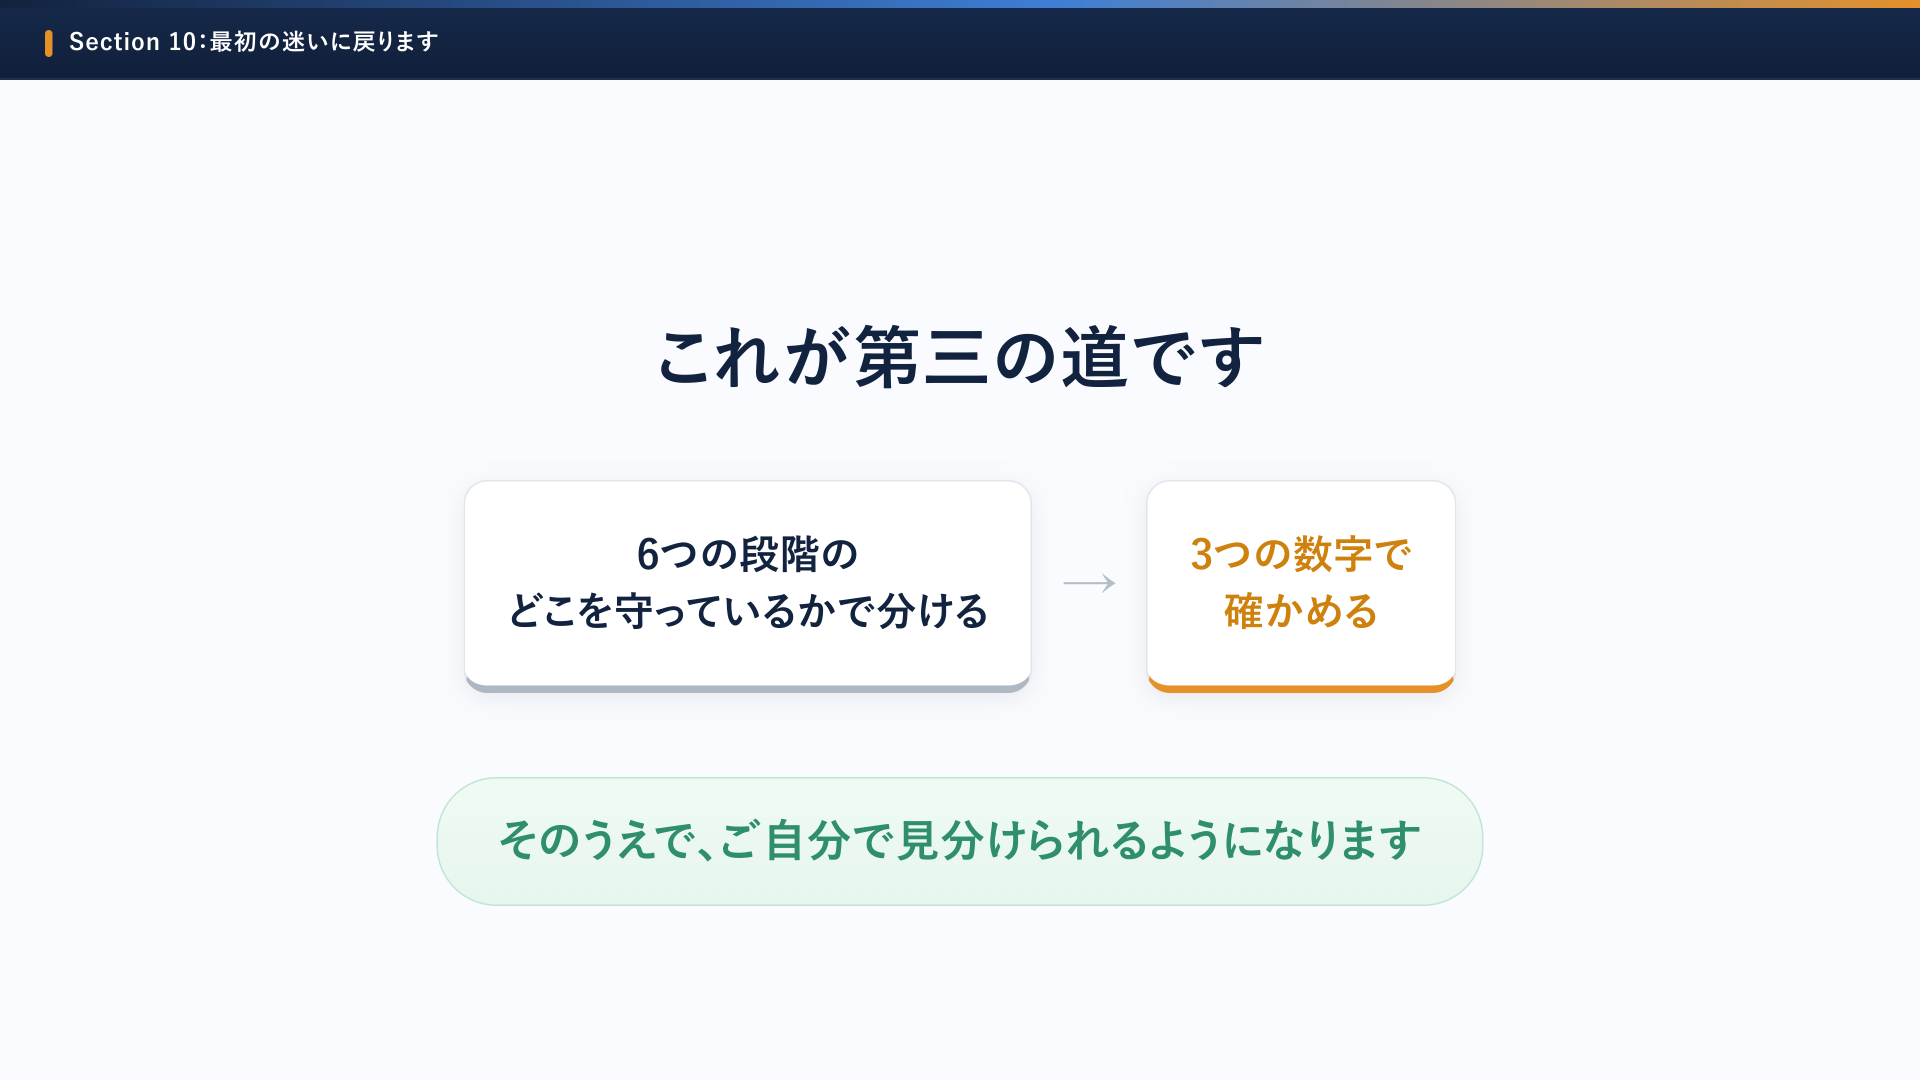 Section 10：最初の迷いに戻ります
これが第三の道です
6つの段階の
どこを守っているかで分ける
→
3つの数字で
確かめる
そのうえで、ご自分で見分けられるようになります